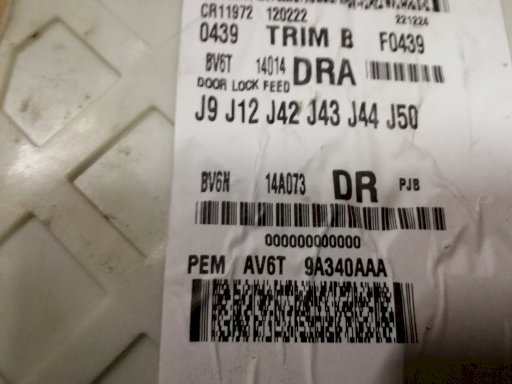 CR11972 120222
221224
0439 TRIM B F0439
BV6T 14014 DRA
DOOR LOCK FEED
J9 J12 J42 J43 J44 J50
BV6N 14A073 DR PJB
000000000000
PEM AV6T 9A340AAA